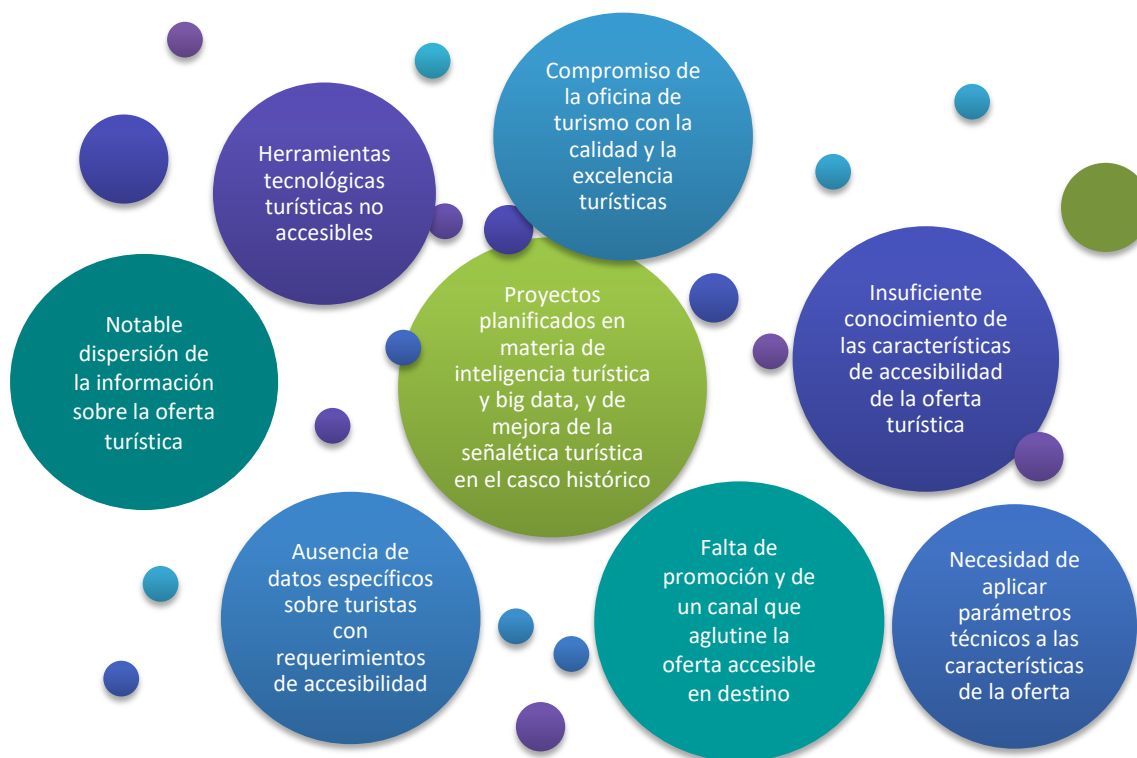 Compromiso de
la oficina de
turismo con la
calidad y la
excelencia
turísticas
Herramientas
tecnológicas
turísticas no
accesibles
Notable
dispersión de
la información
sobre la oferta
turística
Proyectos
planificados en
materia de
inteligencia turística
y big data, y de
mejora de la
señalética turística
en el casco histórico
Insuficiente
conocimiento de
las características
de accesibilidad
de la oferta
turística
Ausencia de
datos específicos
sobre turistas
con
requerimientos
de accesibilidad
Falta de
promoción y de
un canal que
aglutine la
oferta accesible
en destino
Necesidad de
aplicar
parámetros
técnicos a las
características
de la oferta